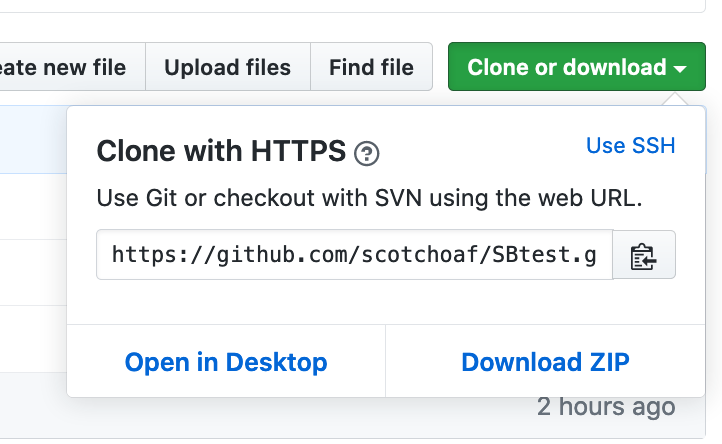 eate new file Upload files Find file Clone or download
Clone with HTTPS ? Use SSH
Use Git or checkout with SVN using the web URL.
https://github.com/scotchoaf/SBtest.g
Open in Desktop Download ZIP
2 hours ago